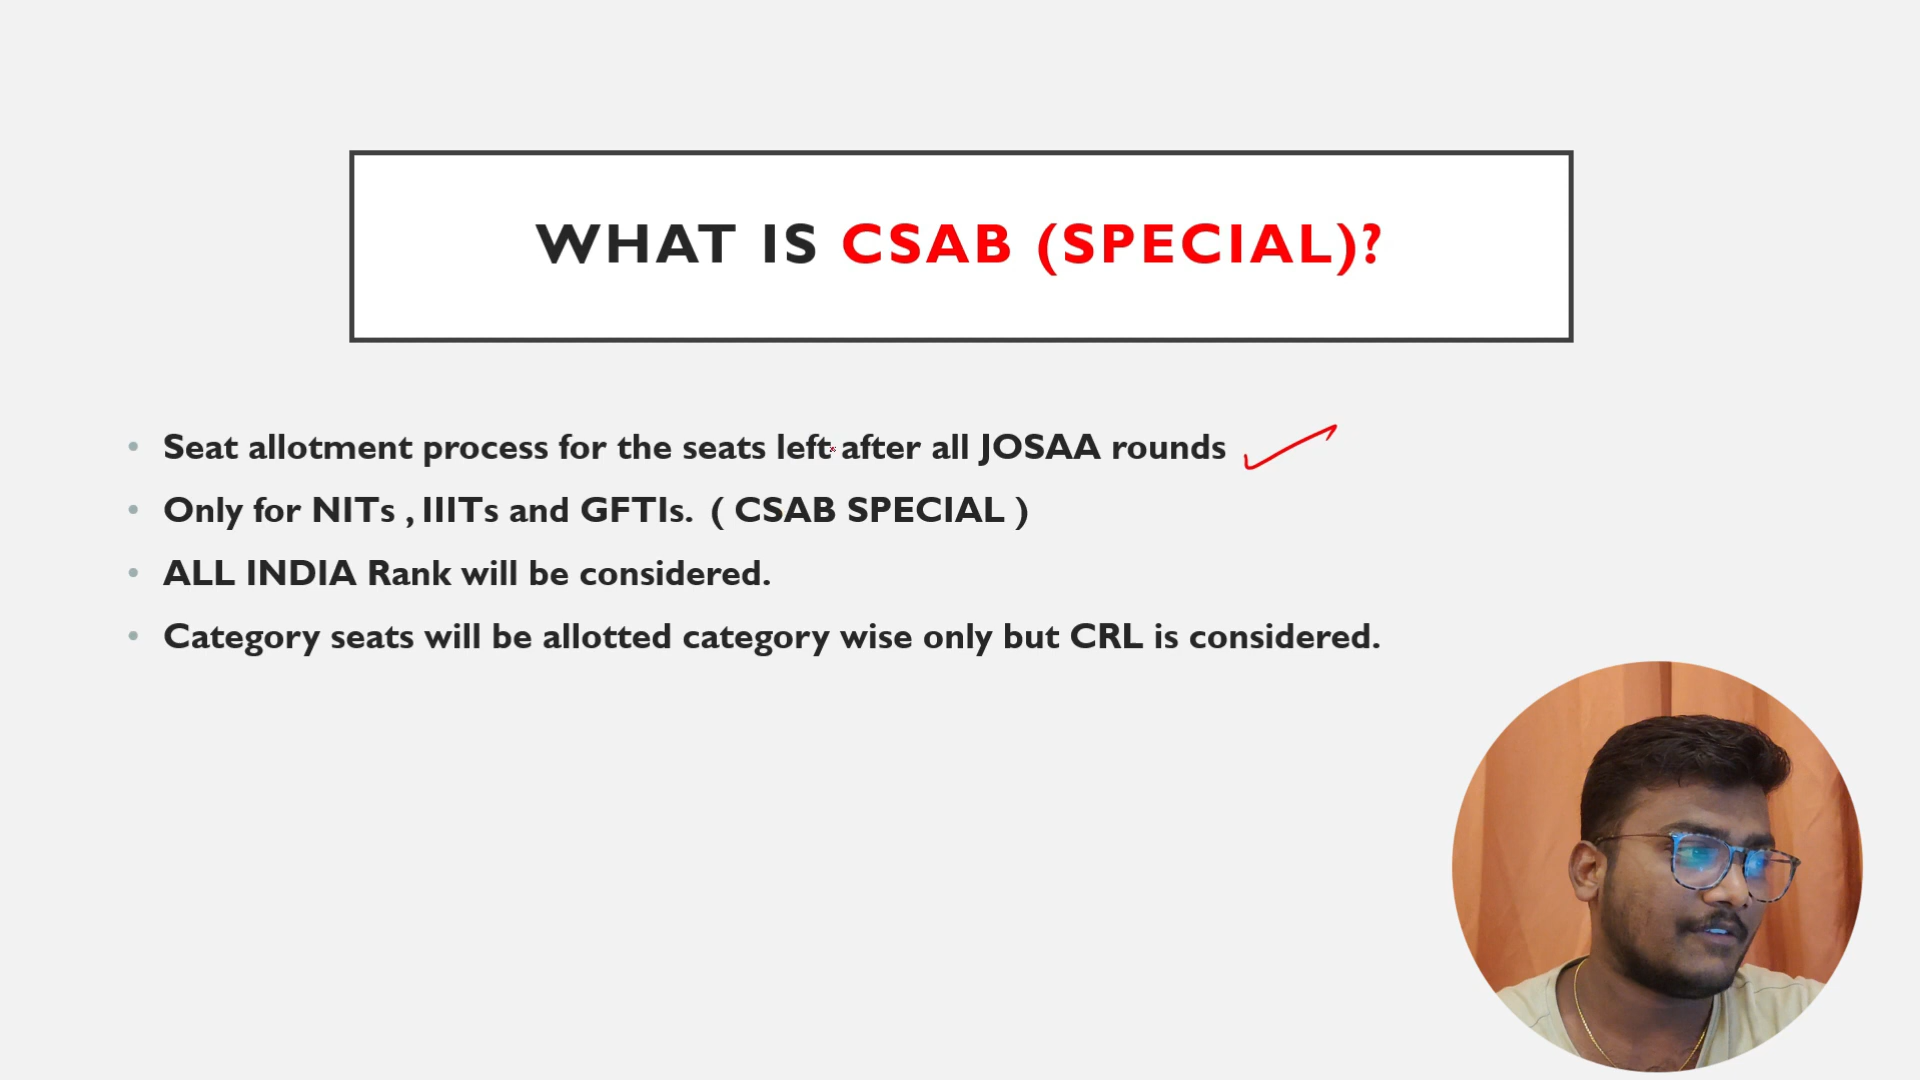 WHAT IS CSAB (SPECIAL)?
• Seat allotment process for the seats left after all JOSAA rounds
• Only for NITs , IIITs and GFTIs. ( CSAB SPECIAL )
• ALL INDIA Rank will be considered.
• Category seats will be allotted category wise only but CRL is considered.